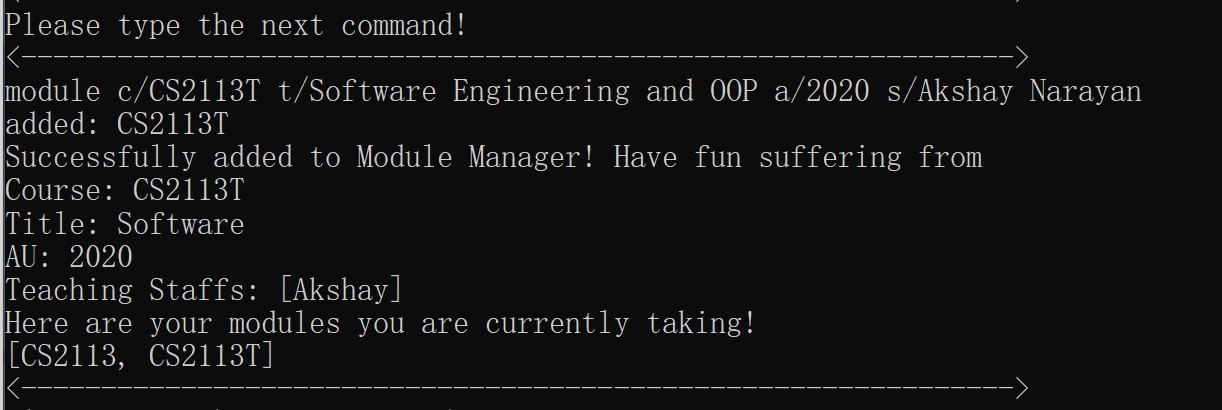 Please type the next command!
<--------------------------------------------------------------->
module c/CS2113T t/Software Engineering and OOP a/2020 s/Akshay Narayan
added: CS2113T
Successfully added to Module Manager! Have fun suffering from
Course: CS2113T
Title: Software
AU: 2020
Teaching Staffs: [Akshay]
Here are your modules you are currently taking!
[CS2113, CS2113T]
<--------------------------------------------------------------->